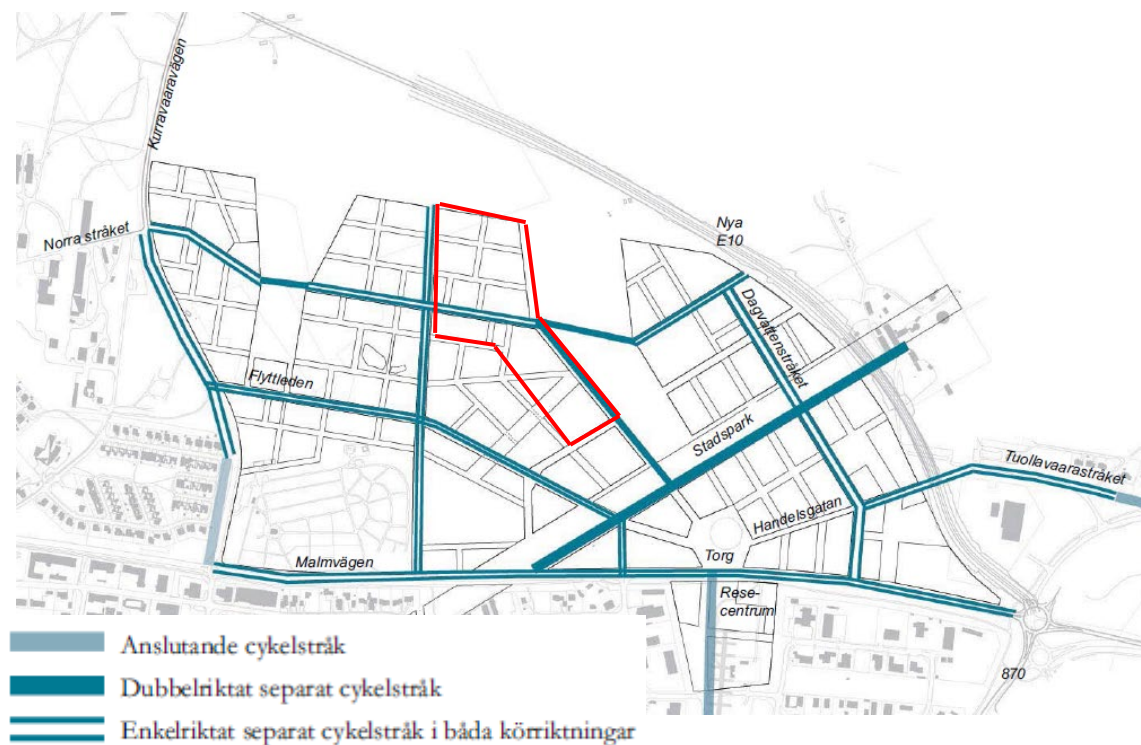 Kurravaaravägen
Norra stråket
Nya
E10
Dagvattenstråket
Flyttleden
Stadspark
Tuollavaarastråket
Handelsgatan
Malmvägen
Torg
Rese-
centrum
870
Anslutande cykelstråk
Dubbelriktat separat cykelstråk
Enkelriktat separat cykelstråk i båda körriktningar